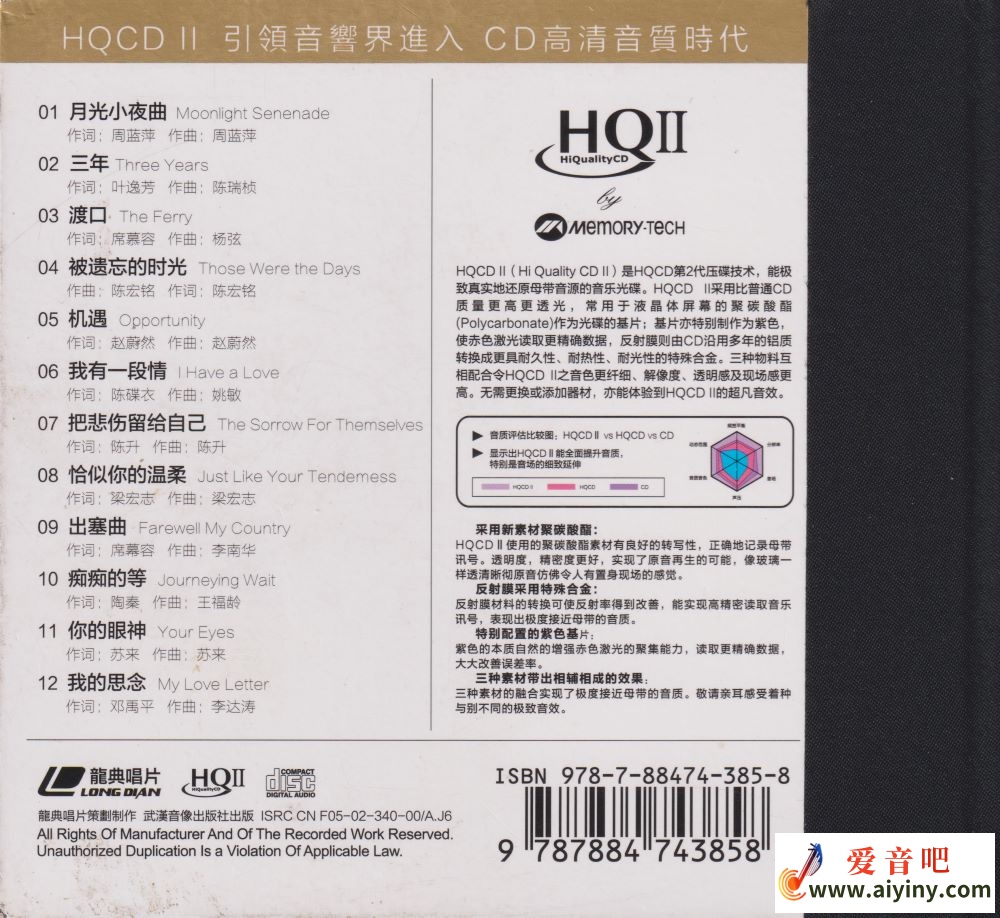 HQCD II 引領音響界進入 CD高清音質時代
01 月光小夜曲 Moonlight Senenade
作词：周蓝萍 作曲：周蓝萍
02 三年 Three Years
作词：叶逸芳 作曲：陈瑞桢
03 渡口 The Ferry
作词：席慕容 作曲：杨弦
04 被遗忘的时光 Those Were the Days
作曲：陈宏铭 作词：陈宏铭
05 机遇 Opportunity
作词：赵蔚然 作曲：赵蔚然
06 我有一段情 I Have a Love
作词：陈碟衣 作曲：姚敏
07 把悲伤留给自己 The Sorrow For Themselves
作词：陈升 作曲：陈升
08 恰似你的温柔 Just Like Your Tenderness
作词：梁宏志 作曲：梁宏志
09 出塞曲 Farewell My Country
作词：席幕容 作曲：李南华
10 痴痴的等 Journeying Wait
作词：陶秦 作曲：王福龄
11 你的眼神 Your Eyes
作词：苏来 作曲：苏来
12 我的思念 My Love Letter
作词：邓禹平 作曲：李达涛
HQII
HiQualityCD
by
MEMORY-TECH
HQCD II（Hi Quality CD II）是HQCD第2代压碟技术，能极
致真实地还原母带音源的音乐光碟。HQCD II采用比普通CD
质量更高更透光，常用于液晶体屏幕的聚碳酸酯
(Polycarbonate)作为光碟的基片；基片亦特别制作为紫色，
使赤色激光读取更精确数据，反射膜则由CD沿用多年的铝质
转换成更具耐久性、耐热性、耐光性的特殊合金。三种物料互
相配合令HQCD II之音色更纤细、解像度、透明感及现场感更
高。无需更换或添加器材，亦能体验到HQCD II的超凡音效。
▶ 音质评估比较图：HQCD II vs HQCD vs CD
▶ 显示出HQCD II能全面提升音质，
特别是音场的细致延伸
HQCD II HQCD CD
频宽平衡
动态范围 分辨率
音质音色 音场
声压
采用新素材聚碳酸酯：
HQCD II使用的聚碳酸酯素材有良好的转写性，正确地记录母带
讯号。透明度，精密度更好，实现了原音再生的可能，像玻璃一
样透清晰彻原音仿佛令人有置身现场的感觉。
反射膜采用特殊合金：
反射膜材料的转换可使反射率得到改善，能实现高精密读取音乐
讯号，表现出极度接近母带的音质。
特别配置的紫色基片：
紫色的本质自然的增强赤色激光的聚集能力，读取更精确数据，
大大改善误差率。
三种素材带出相辅相成的效果：
三种素材的融合实现了极度接近母带的音质。敬请亲耳感受着种
与别不同的极致音效。
龍典唱片
LONG DIAN
HQII
HiQualityCD
COMPACT
disc
DIGITAL AUDIO
龍典唱片策劃制作 武漢音像出版社出版 ISRC CN F05-02-340-00/A.J6
All Rights Of Manufacturer And Of The Recorded Work Reserved.
Unauthorized Duplication Is a Violation Of Applicable Law.
ISBN 978-7-88474-385-8
9 787884 743858
爱音吧
www.aiyiny.com